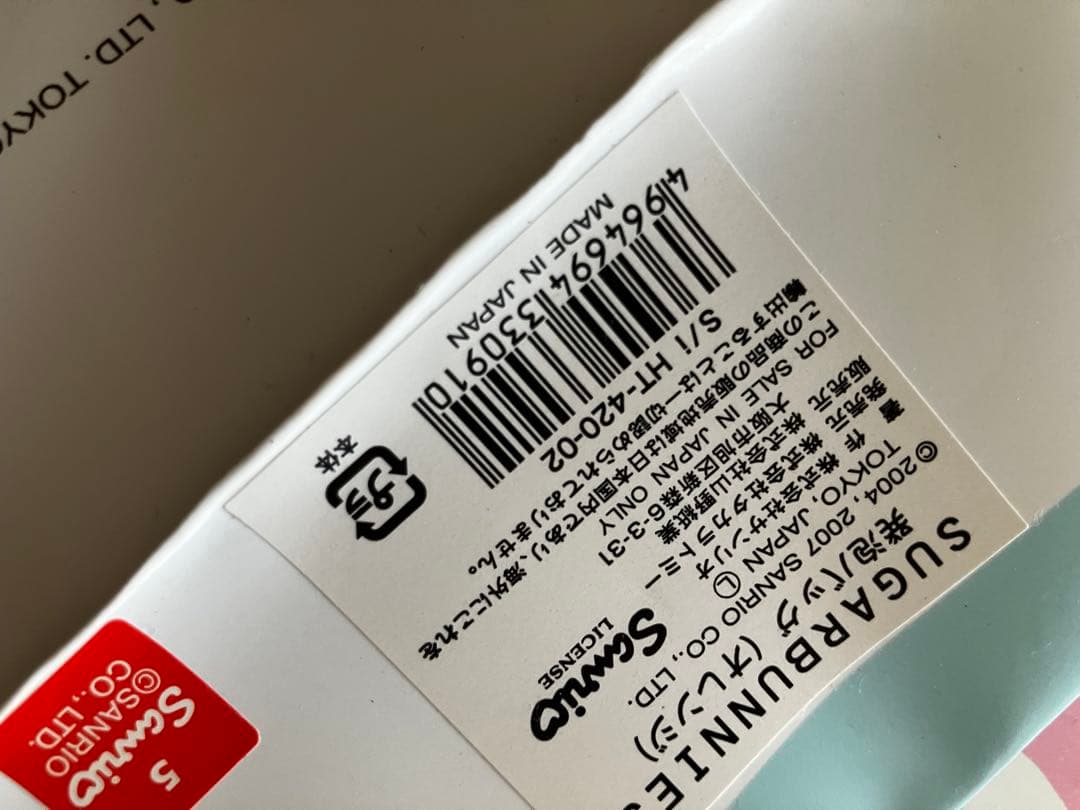 ., LTD. TOKYO
SUGARBUNNIES
発泡バッグ(オレンジ)
©2004, 2007 SANRIO CO., LTD.
TOKYO, JAPAN Ⓛ
著作 株式会社サンリオ
発売元 株式会社タカラトミー
販売元 株式会社山野紙業
大阪市旭区新森6-3-31
FOR SALE IN JAPAN ONLY
この商品の販売地域は日本国内であり、海外にこれを
輸出することは一切認められておりません。
S/i HT-420-02
4964694330910
MADE IN JAPAN
プラ
本体
Sanrio
LICENSE
5
Sanrio
©SANRIO
CO., LTD.